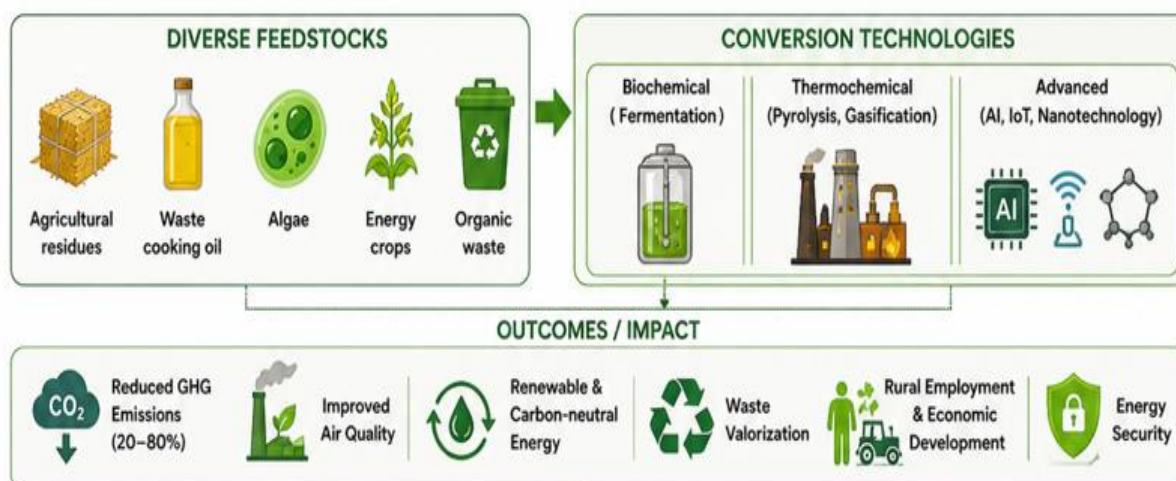 DIVERSE FEEDSTOCKS
Agricultural
residues
Waste
cooking oil
Algae
Energy
crops
Organic
waste
CONVERSION TECHNOLOGIES
Biochemical
( Fermentation )
Thermochemical
(Pyrolysis, Gasification)
Advanced
(AI, IoT, Nanotechnology)
AI
OUTCOMES / IMPACT
CO₂
Reduced GHG
Emissions
(20–80%)
Improved
Air Quality
Renewable &
Carbon-neutral
Energy
Waste
Valorization
Rural Employment
& Economic
Development
Energy
Security